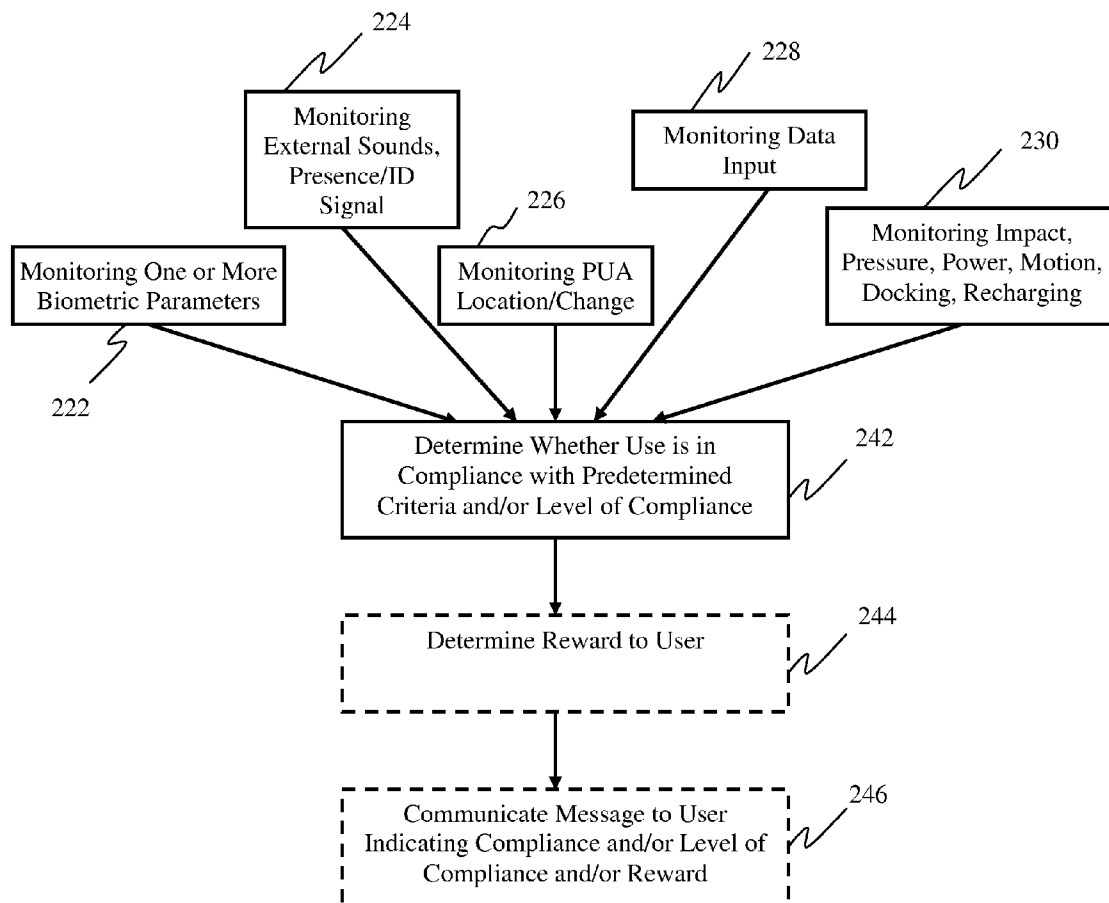 224
Monitoring
External Sounds,
Presence/ID
Signal
228
Monitoring Data
Input
230
Monitoring Impact,
Pressure, Power, Motion,
Docking, Recharging
226
Monitoring PUA
Location/Change
Monitoring One or More
Biometric Parameters
222
Determine Whether Use is in
Compliance with Predetermined
Criteria and/or Level of Compliance
242
Determine Reward to User
244
Communicate Message to User
Indicating Compliance and/or Level of
Compliance and/or Reward
246